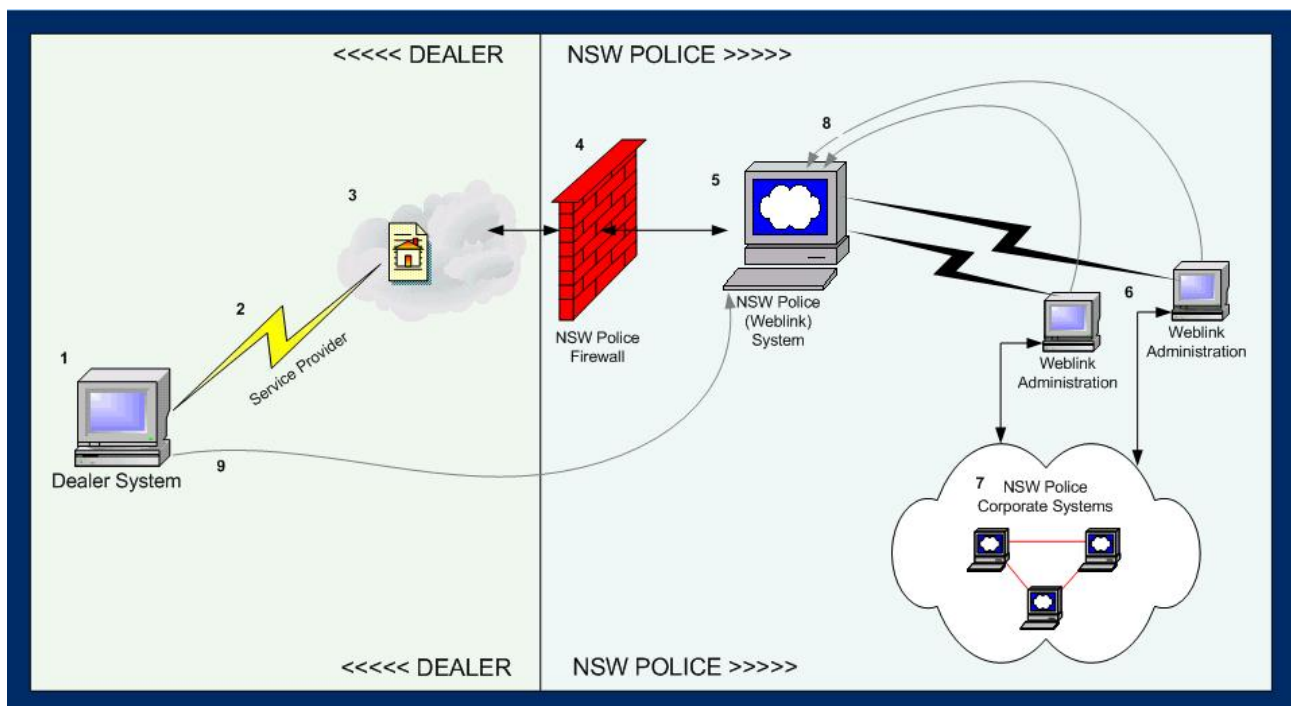 <<<<< DEALER
NSW POLICE >>>>>
8
4
5
3
6
2
NSW Police
(Weblink)
System
NSW Police
Firewall
Service Provider
Weblink
Administration
Weblink
Administration
1
9
Dealer System
7
NSW Police
Corporate Systems
<<<<< DEALER
NSW POLICE >>>>>